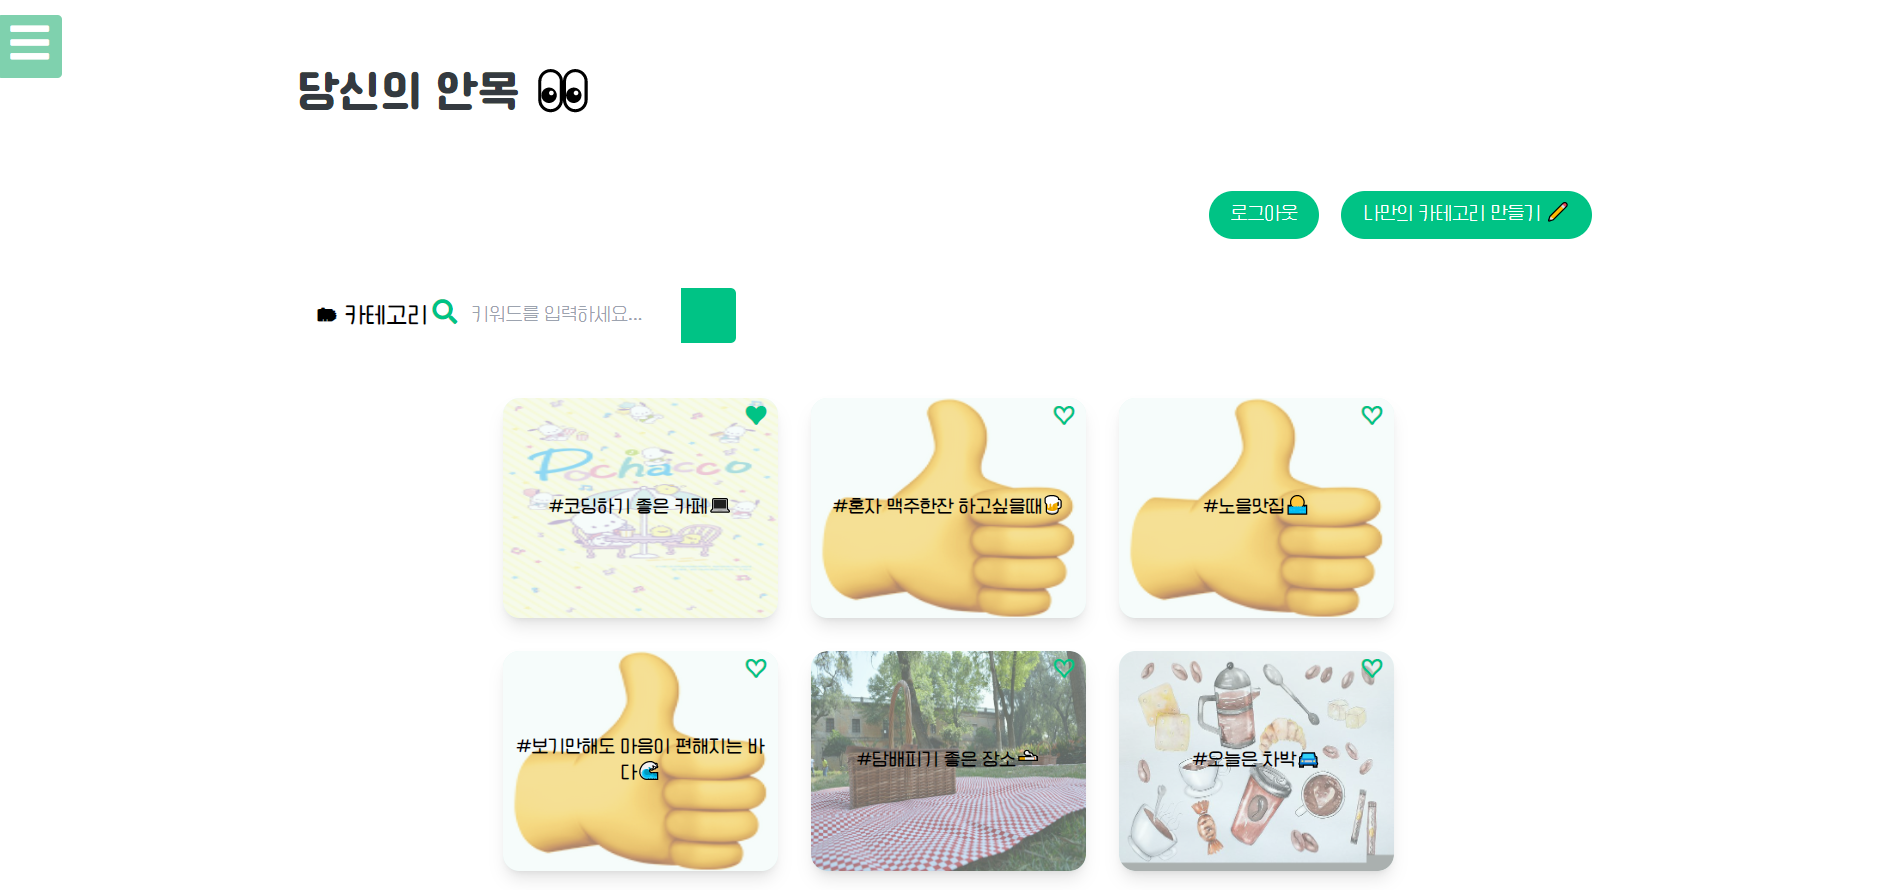 당신의 안목 👀
로그아웃
나만의 카테고리 만들기 ✏️
카테고리
키워드를 입력하세요...
Pochacco
#코딩하기 좋은 카페💻
#혼자 맥주한잔 하고싶을때🍺
#노을맛집🌅
#보기만해도 마음이 편해지는 바
다🌊
#담배피기 좋은 장소🚬
#오늘은 차박🚘